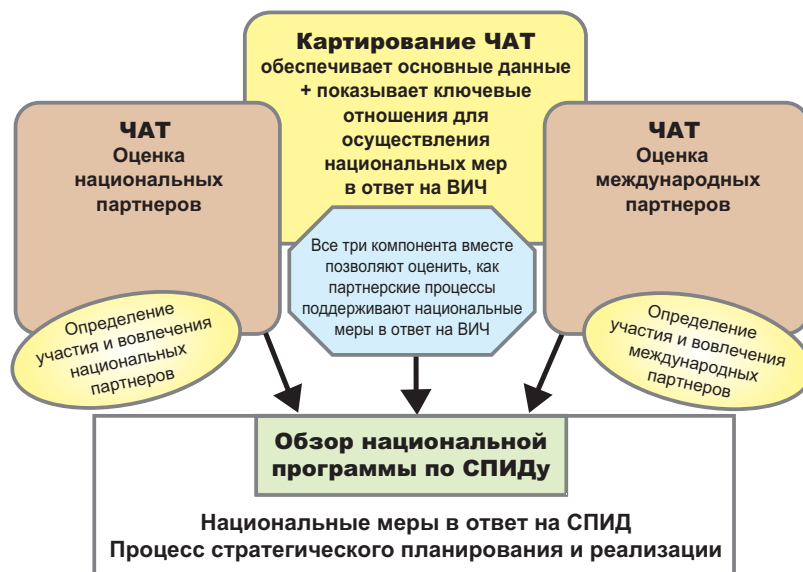 Картирование ЧАТ
обеспечивает основные данные
+ показывает ключевые
отношения для
осуществления
национальных мер
в ответ на ВИЧ
ЧАТ
Оценка
национальных
партнеров
ЧАТ
Оценка
международных
партнеров
Все три компонента вместе
позволяют оценить, как
партнерские процессы
поддерживают национальные
меры в ответ на ВИЧ
Определение
участия и вовлечения
национальных
партнеров
Определение
участия и вовлечения
международных
партнеров
Обзор национальной
программы по СПИДу
Национальные меры в ответ на СПИД
Процесс стратегического планирования и реализации